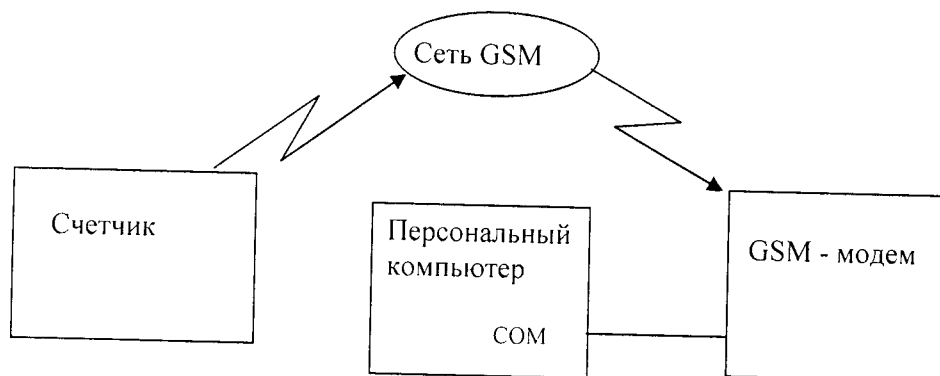 Сеть GSM
Счетчик
Персональный
компьютер
COM
GSM - модем